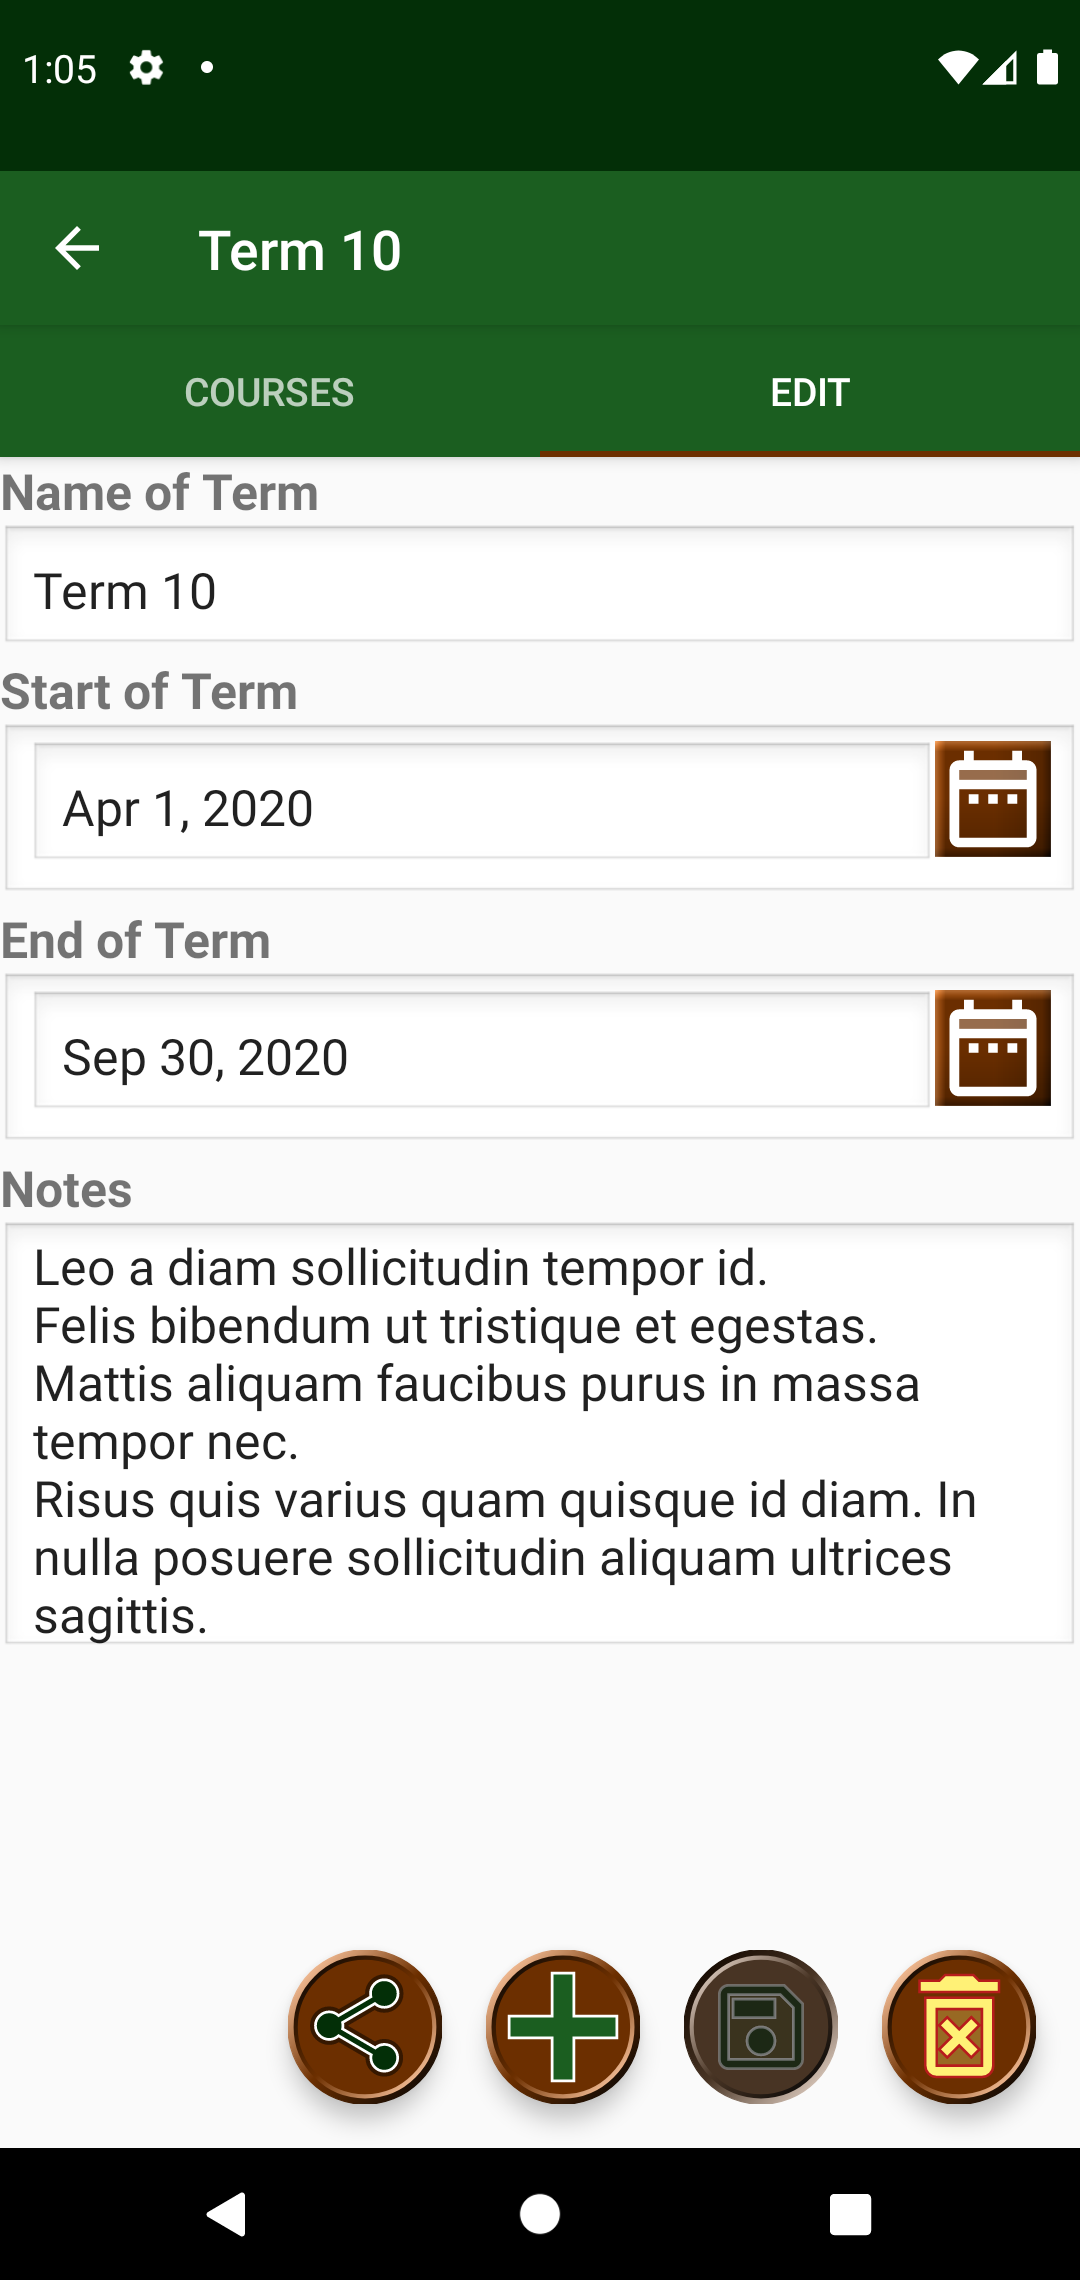 1:05
Term 10
COURSES
EDIT
Name of Term
Term 10
Start of Term
Apr 1, 2020
End of Term
Sep 30, 2020
Notes
Leo a diam sollicitudin tempor id.
Felis bibendum ut tristique et egestas.
Mattis aliquam faucibus purus in massa
tempor nec.
Risus quis varius quam quisque id diam. In
nulla posuere sollicitudin aliquam ultrices
sagittis.